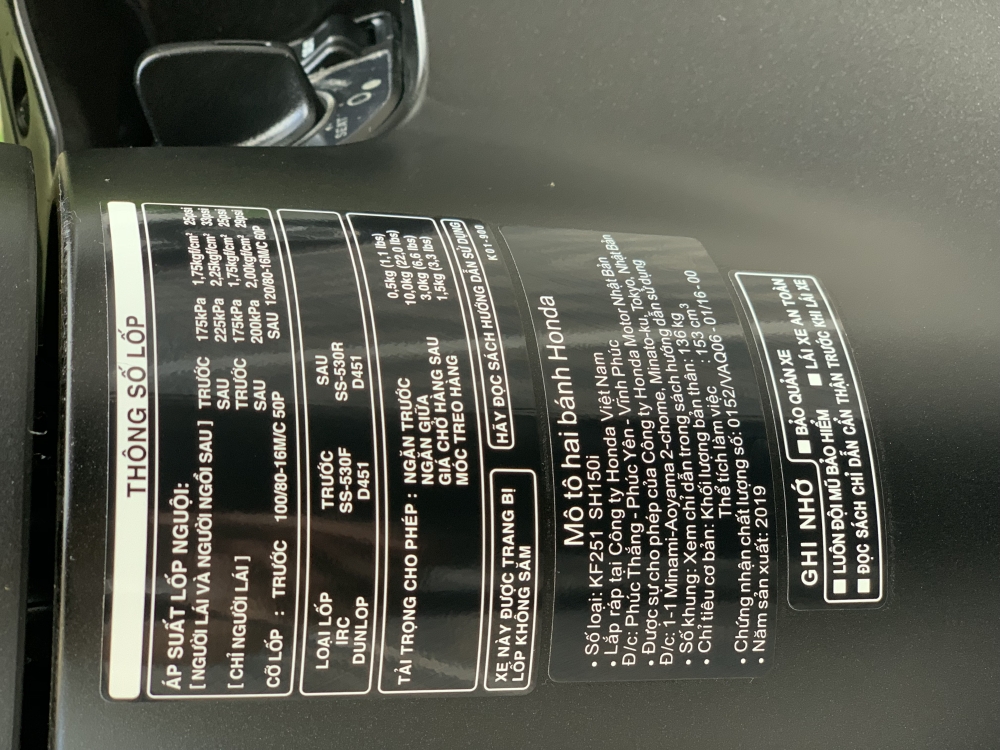 SEAT
THÔNG SỐ LỐP
ÁP SUẤT LỐP NGUỘI:
[ NGƯỜI LÁI VÀ NGƯỜI NGỒI SAU ] TRƯỚC 175kPa 1,75kgf/cm² 25psi
SAU 225kPa 2,25kgf/cm² 33psi
[ CHỈ NGƯỜI LÁI ] TRƯỚC 175kPa 1,75kgf/cm² 25psi
SAU 200kPa 2,00kgf/cm² 29psi
CỠ LỐP : TRƯỚC 100/80-16M/C 50P SAU 120/80-16M/C 60P
LOẠI LỐP TRƯỚC SAU
IRC SS-530F SS-530R
DUNLOP D451 D451
TẢI TRỌNG CHO PHÉP : NGĂN TRƯỚC 0,5kg (1,1 lbs)
NGĂN GIỮA 10,0kg (22,0 lbs)
GIÁ CHỞ HÀNG SAU 3,0kg (6,6 lbs)
MÓC TREO HÀNG 1,5kg (3,3 lbs)
XE NÀY ĐƯỢC TRANG BỊ
LỐP KHÔNG SĂM
HÃY ĐỌC SÁCH HƯỚNG DẪN SỬ DỤNG
K01-900
Mô tô hai bánh Honda
• Số loại: KF251 SH150i
• Lắp ráp tại Công ty Honda Việt Nam
Đ/c: Phúc Thắng - Phúc Yên - Vĩnh Phúc
• Được sự cho phép của Công ty Honda Motor Nhật Bản
Đ/c: 1-1 Minami-Aoyama 2-chome, Minato-ku, Tokyo, Nhật Bản
• Số khung: Xem chỉ dẫn trong sách hướng dẫn sử dụng
• Chỉ tiêu cơ bản: Khối lượng bản thân: 136 kg
Thể tích làm việc : 153 cm³
• Chứng nhận chất lượng số: 0152/VAQ06 - 01/16 - 00
• Năm sản xuất: 2019
GHI NHỚ ■ BẢO QUẢN XE
■ LUÔN ĐỘI MŨ BẢO HIỂM ■ LÁI XE AN TOÀN
■ ĐỌC SÁCH CHỈ DẪN CẨN THẬN TRƯỚC KHI LÁI XE